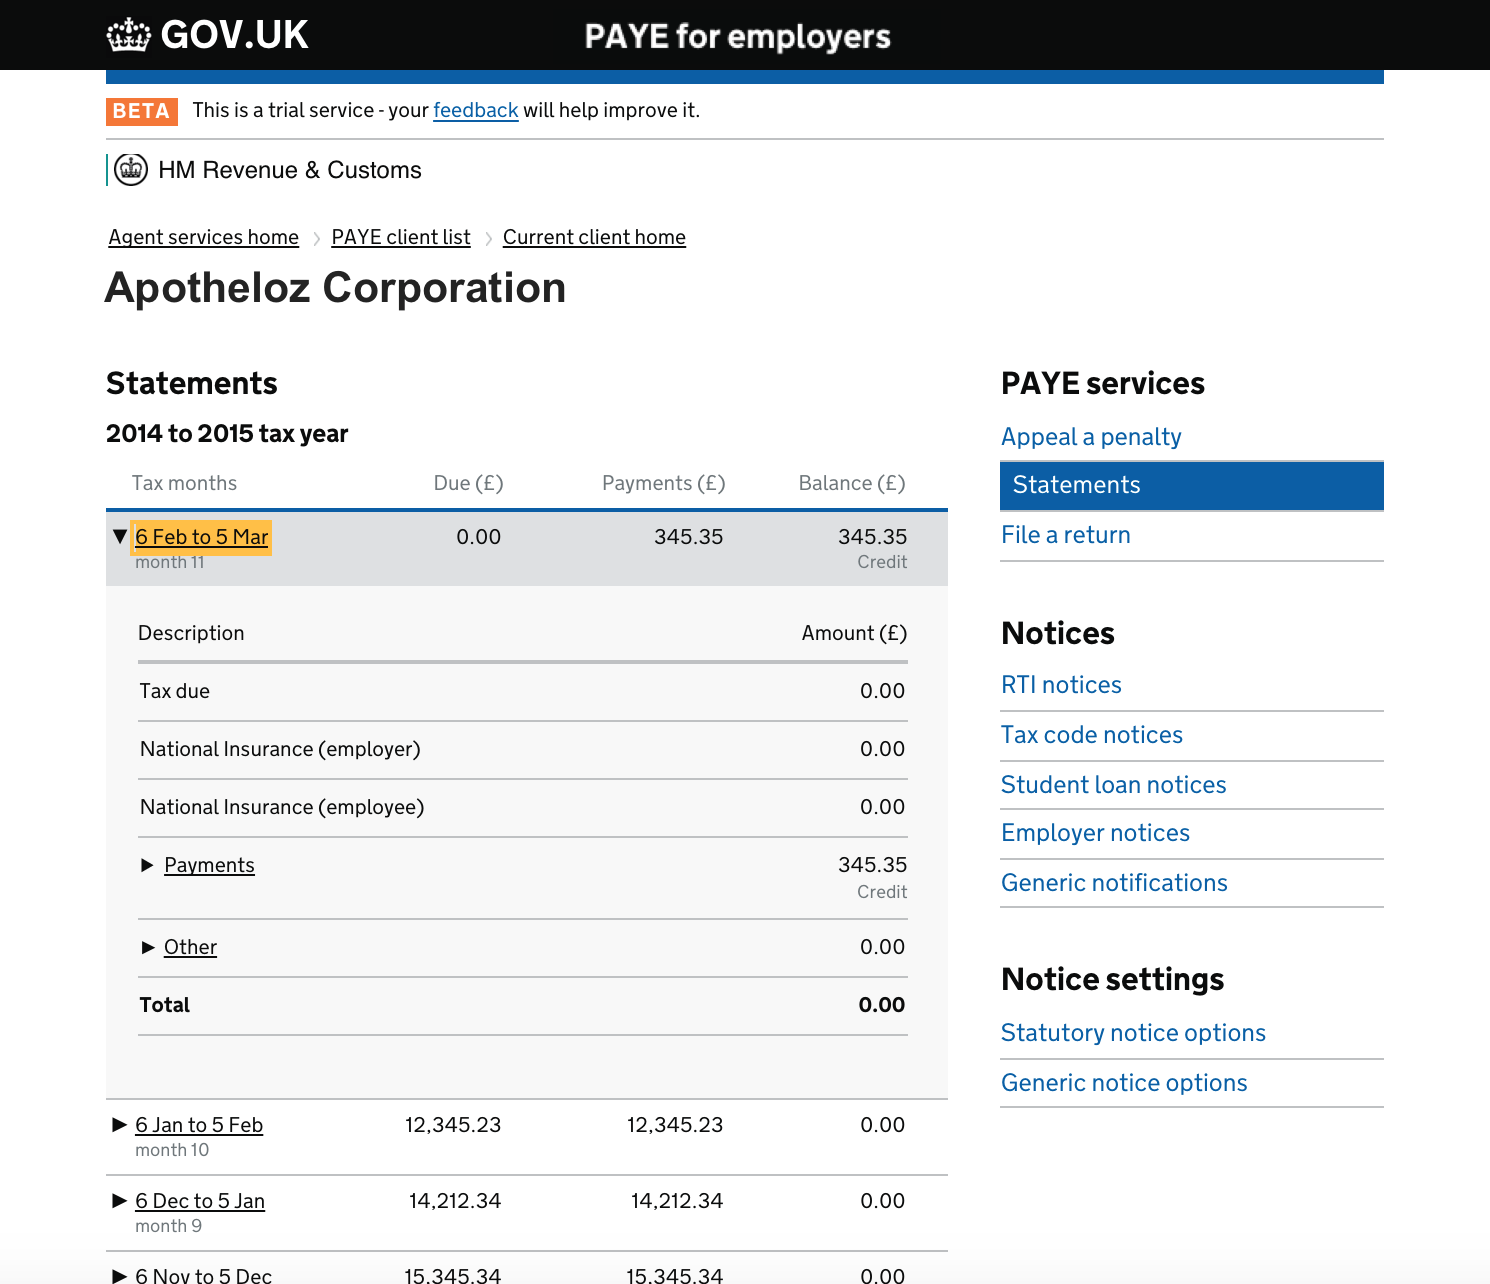 GOV.UK PAYE for employers
BETA This is a trial service - your feedback will help improve it.
HM Revenue & Customs
Agent services home PAYE client list Current client home
Apotheloz Corporation
Statements
2014 to 2015 tax year
Tax months Due (£) Payments (£) Balance (£)
6 Feb to 5 Mar 0.00 345.35 345.35
month 11 Credit
Description Amount (£)
Tax due 0.00
National Insurance (employer) 0.00
National Insurance (employee) 0.00
Payments 345.35
Credit
Other 0.00
Total 0.00
6 Jan to 5 Feb 12,345.23 12,345.23 0.00
month 10
6 Dec to 5 Jan 14,212.34 14,212.34 0.00
month 9
6 Nov to 5 Dec 15,345.34 15,345.34 0.00
PAYE services
Appeal a penalty
Statements
File a return
Notices
RTI notices
Tax code notices
Student loan notices
Employer notices
Generic notifications
Notice settings
Statutory notice options
Generic notice options